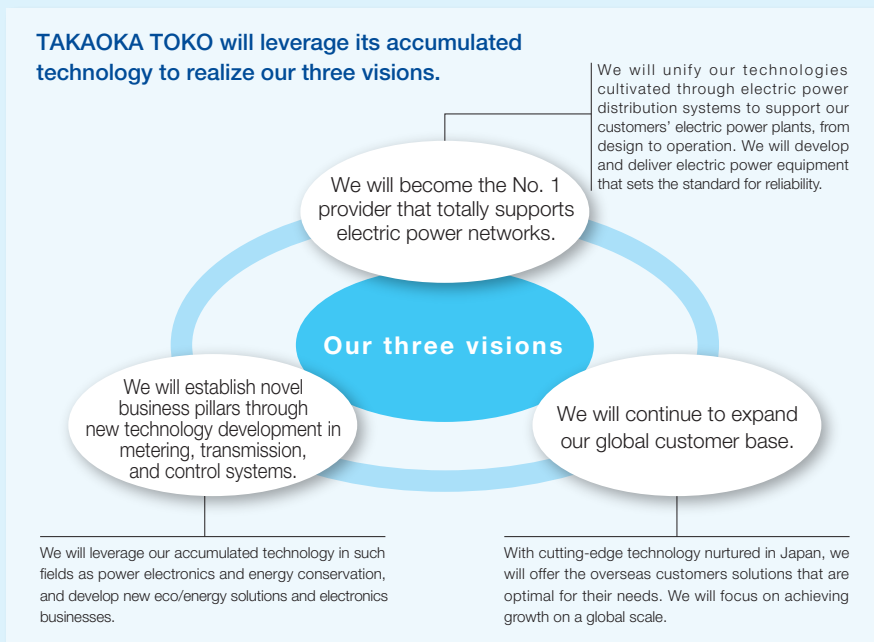 TAKAOKA TOKO will leverage its accumulated
technology to realize our three visions.
We will unify our technologies
cultivated through electric power
distribution systems to support our
customers’ electric power plants, from
design to operation. We will develop
and deliver electric power equipment
that sets the standard for reliability.
We will become the No. 1
provider that totally supports
electric power networks.
Our three visions
We will establish novel
business pillars through
new technology development in
metering, transmission,
and control systems.
We will continue to expand
our global customer base.
We will leverage our accumulated technology in such
fields as power electronics and energy conservation,
and develop new eco/energy solutions and electronics
businesses.
With cutting-edge technology nurtured in Japan, we
will offer the overseas customers solutions that are
optimal for their needs. We will focus on achieving
growth on a global scale.